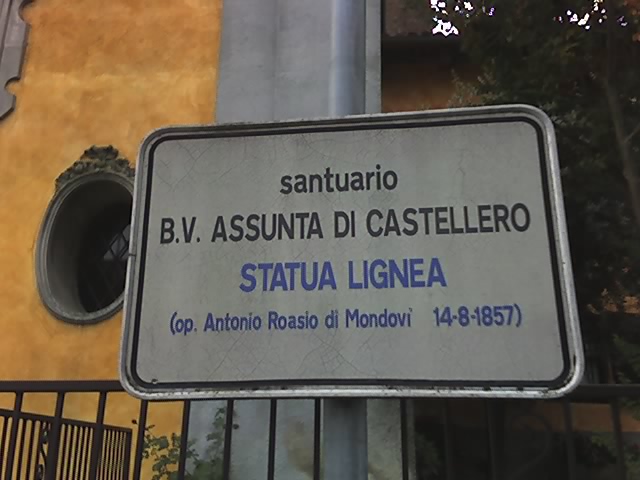 santuario
B.V. ASSUNTA DI CASTELLERO
STATUA LIGNEA
(op. Antonio Roasio di Mondovì 14-8-1857)